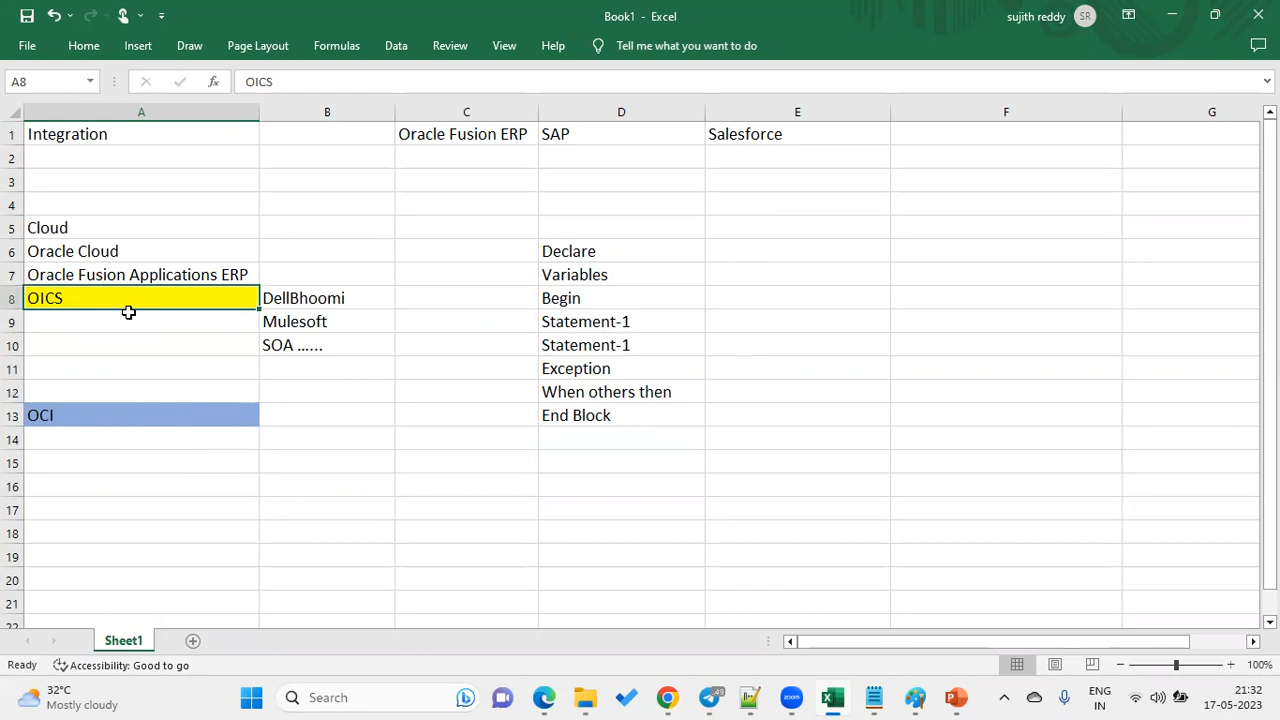 Book1 - Excel
sujith reddy
SR
File Home Insert Draw Page Layout Formulas Data Review View Help Tell me what you want to do
A8
fx
OICS
A B C D E F G
1 Integration Oracle Fusion ERP SAP Salesforce
2
3
4
5 Cloud
6 Oracle Cloud Declare
7 Oracle Fusion Applications ERP Variables
8 OICS DellBhoomi Begin
9 Mulesoft Statement-1
10 SOA …... Statement-1
11 Exception
12 When others then
13 OCI End Block
14
15
16
17
18
19
20
21
22
Sheet1
Ready Accessibility: Good to go 100%
32°C
Mostly cloudy
Search
49
zoom
ENG
IN
21:32
17-05-2023